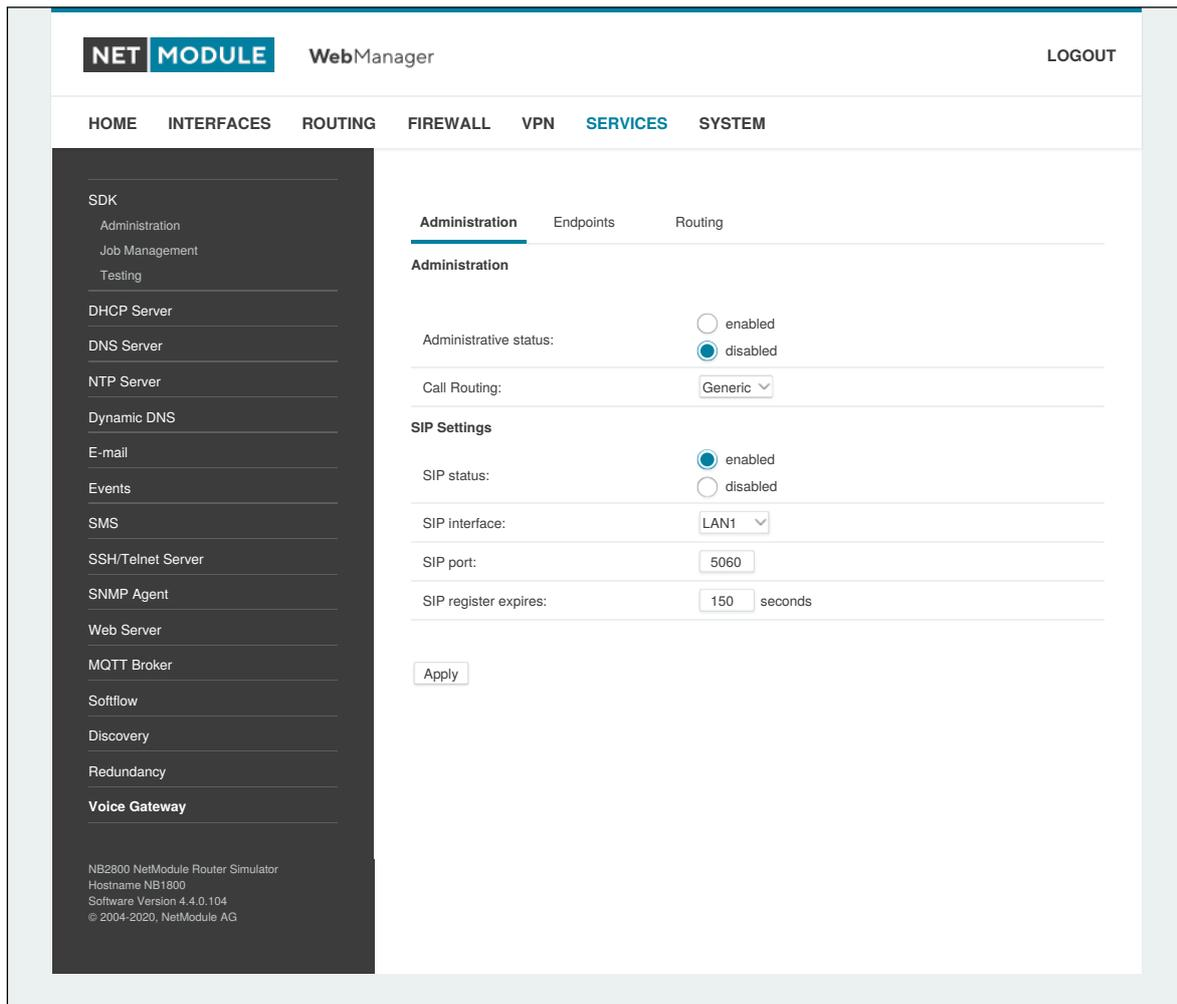 NET MODULE WebManager LOGOUT
HOME INTERFACES ROUTING FIREWALL VPN SERVICES SYSTEM
SDK
Administration
Job Management
Testing
DHCP Server
DNS Server
NTP Server
Dynamic DNS
E-mail
Events
SMS
SSH/Telnet Server
SNMP Agent
Web Server
MQTT Broker
Softflow
Discovery
Redundancy
Voice Gateway
NB2800 NetModule Router Simulator
Hostname NB1800
Software Version 4.4.0.104
© 2004-2020, NetModule AG
Administration Endpoints Routing
Administration
Administrative status:
enabled
disabled
Call Routing: Generic
SIP Settings
SIP status:
enabled
disabled
SIP interface: LAN1
SIP port: 5060
SIP register expires: 150 seconds
Apply